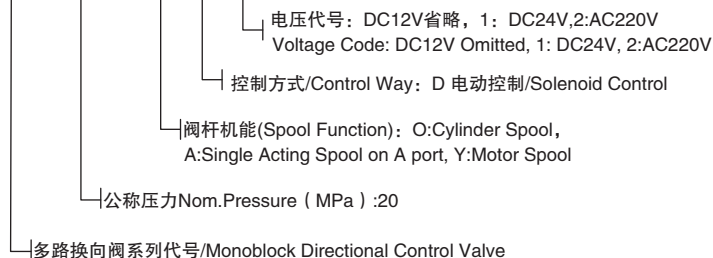 电压代号：DC12V省略，1：DC24V,2:AC220V
Voltage Code: DC12V Omitted, 1: DC24V, 2:AC220V
控制方式/Control Way：D 电动控制/Solenoid Control
阀杆机能(Spool Function)：O:Cylinder Spool，
A:Single Acting Spool on A port, Y:Motor Spool
公称压力Nom.Pressure（MPa）:20
多路换向阀系列代号/Monoblock Directional Control Valve